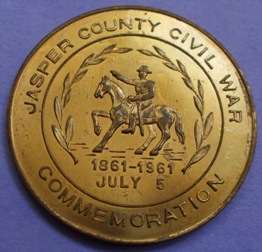 JASPER COUNTY CIVIL WAR
1861-1961
JULY 5
COMMEMORATION